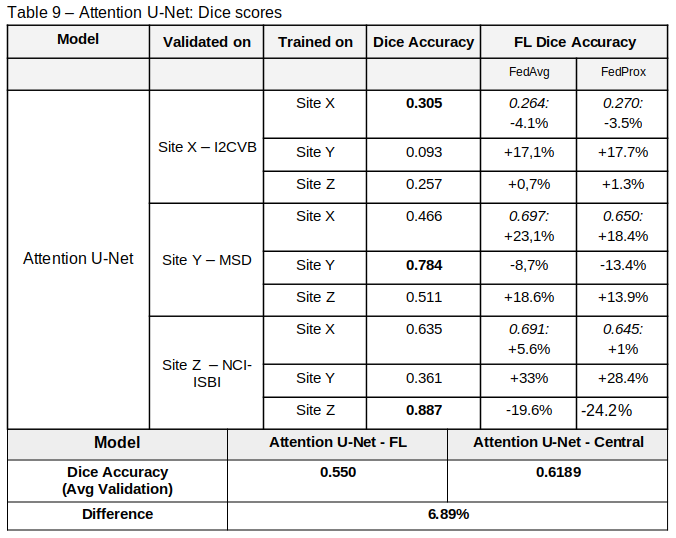 Table 9 – Attention U-Net: Dice scores
Model Validated on Trained on Dice Accuracy FL Dice Accuracy
FedAvg FedProx
Attention U-Net
Site X – I2CVB
Site X 0.305 0.264: 0.270:
-4.1% -3.5%
Site Y 0.093 +17,1% +17.7%
Site Z 0.257 +0,7% +1.3%
Site Y – MSD
Site X 0.466 0.697: 0.650:
+23,1% +18.4%
Site Y 0.784 -8,7% -13.4%
Site Z 0.511 +18.6% +13.9%
Site Z – NCI-
ISBI
Site X 0.635 0.691: 0.645:
+5.6% +1%
Site Y 0.361 +33% +28.4%
Site Z 0.887 -19.6% -24.2%
Model Attention U-Net - FL Attention U-Net - Central
Dice Accuracy 0.550 0.6189
(Avg Validation)
Difference 6.89%